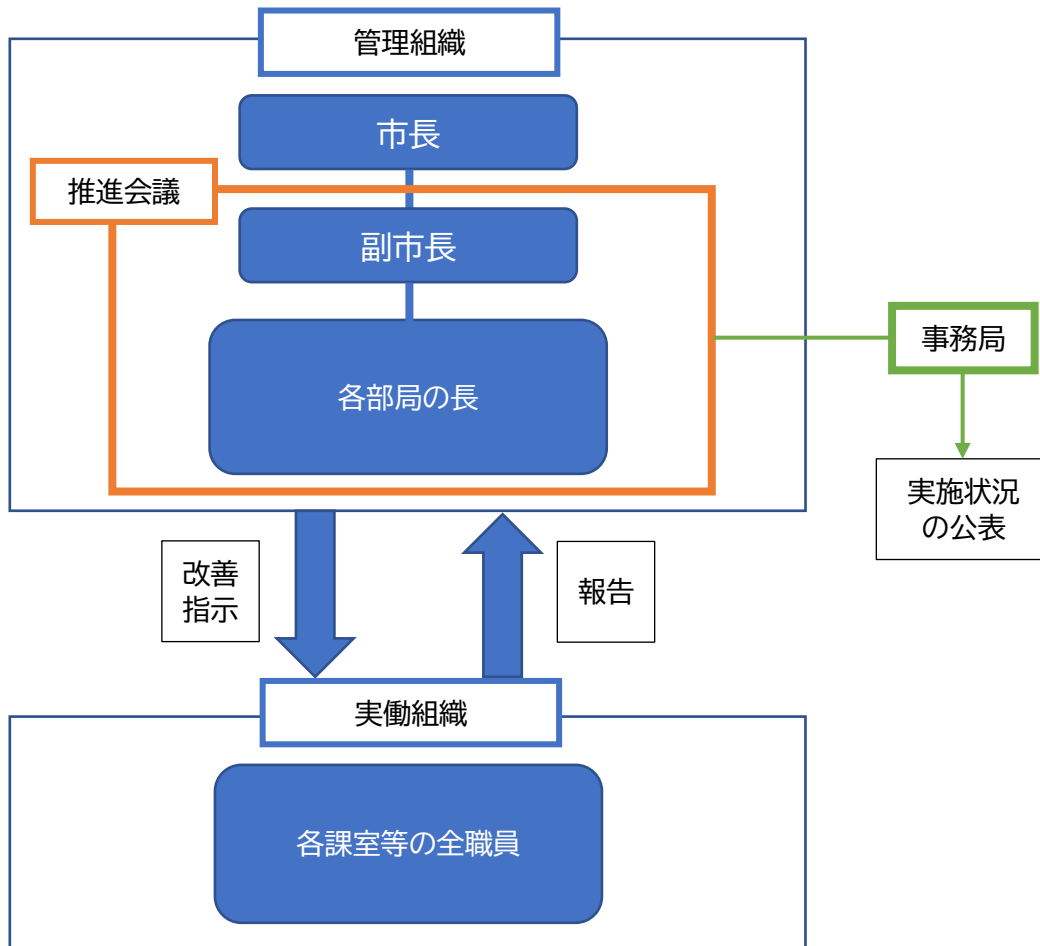 管理組織
市長
推進会議
副市長
事務局
各部局の長
実施状況
の公表
改善
指示
報告
実働組織
各課室等の全職員